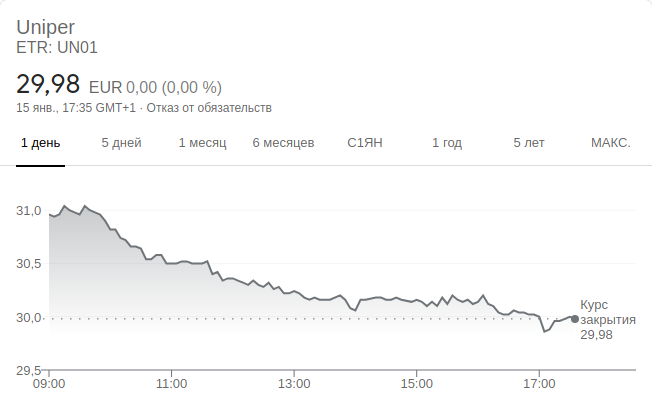 Uniper
ETR: UN01
29,98 EUR 0,00 (0,00 %)
15 янв., 17:35 GMT+1 · Отказ от обязательств
1 день 5 дней 1 месяц 6 месяцев С1ЯН 1 год 5 лет МАКС.
31,0
30,5
30,0
29,5
Курс
закрытия
29,98
09:00 11:00 13:00 15:00 17:00